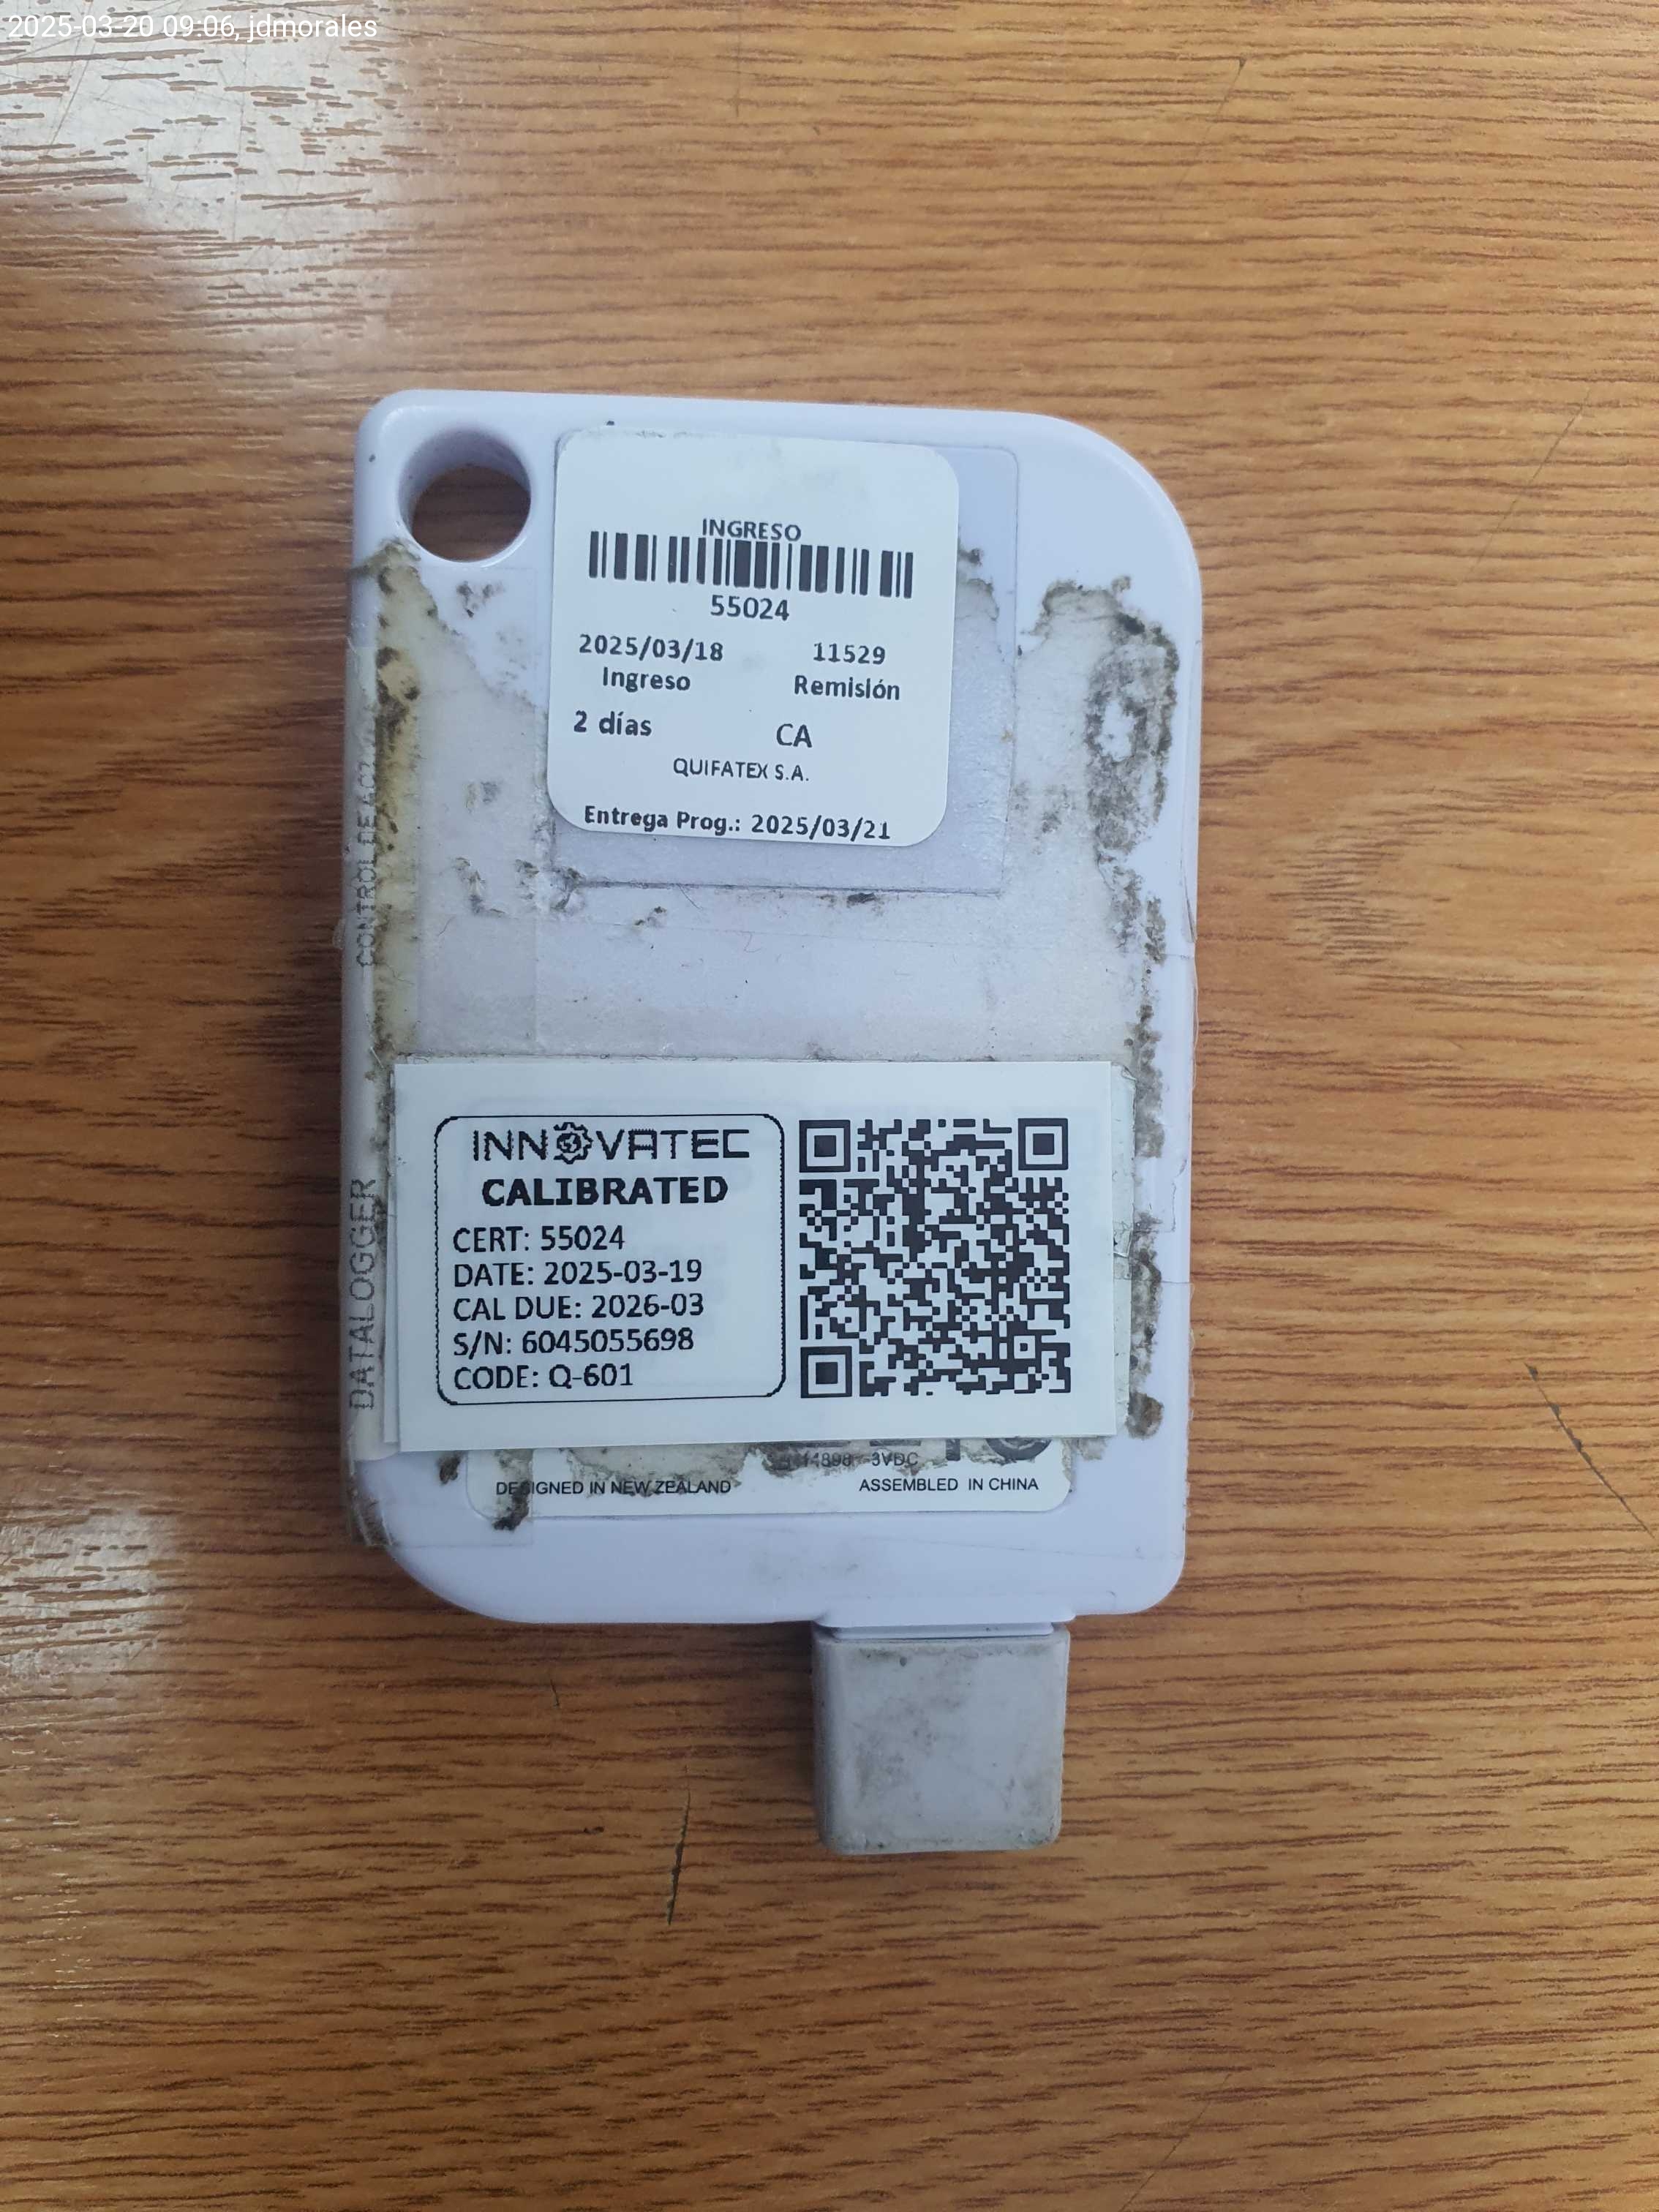 2025-03-20 09:06, jdmorales
INGRESO
55024
2025/03/18 11529
Ingreso Remisión
2 días CA
QUIFATEX S.A.
Entrega Prog.: 2025/03/21
CONTROL DE
DATALOGGER
INNOVATEC
CALIBRATED
CERT: 55024
DATE: 2025-03-19
CAL DUE: 2026-03
S/N: 6045055698
CODE: Q-601
3VDC
DESIGNED IN NEW ZEALAND ASSEMBLED IN CHINA